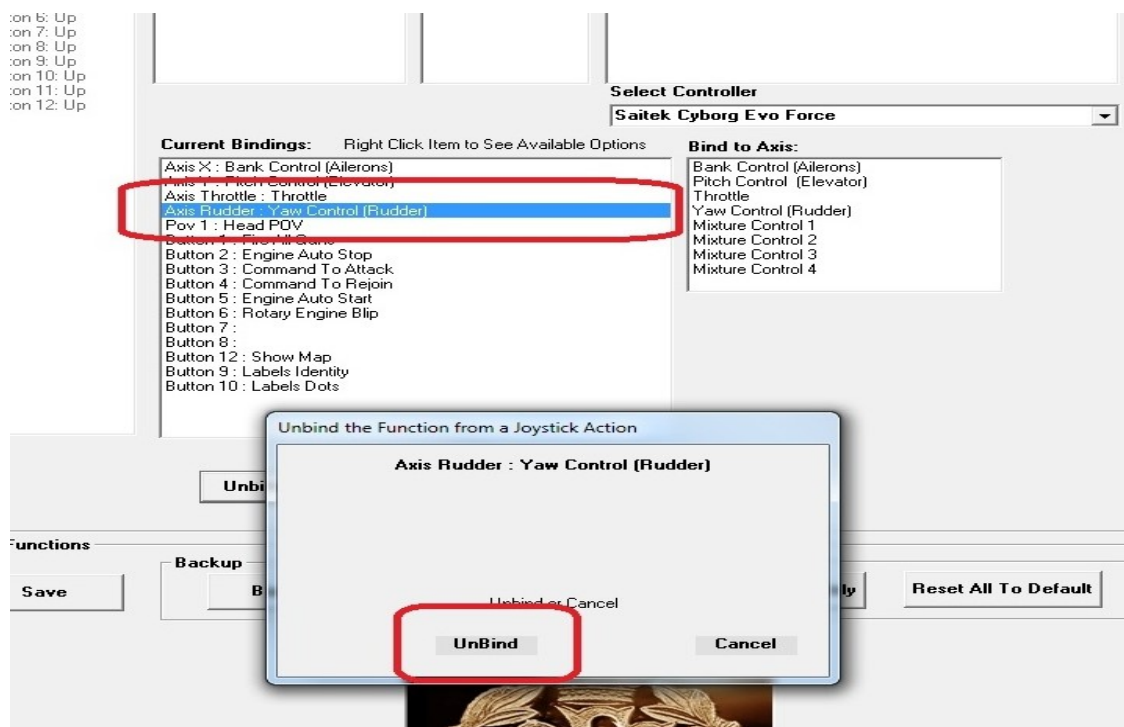 ton 6: Up
ton 7: Up
ton 8: Up
ton 9: Up
ton 10: Up
ton 11: Up
ton 12: Up
Select Controller
Saitek Cyborg Evo Force
Current Bindings: Right Click Item to See Available Options
Axis X : Bank Control (Ailerons)
Axis Y : Pitch Control (Elevator)
Axis Throttle : Throttle
Axis Rudder : Yaw Control (Rudder)
Pov 1 : Head POV
Button 1 : Fire All Guns
Button 2 : Engine Auto Stop
Button 3 : Command To Attack
Button 4 : Command To Rejoin
Button 5 : Engine Auto Start
Button 6 : Rotary Engine Blip
Button 7 :
Button 8 :
Button 12 : Show Map
Button 9 : Labels Identity
Button 10 : Labels Dots
Bind to Axis:
Bank Control (Ailerons)
Pitch Control (Elevator)
Throttle
Yaw Control (Rudder)
Mixture Control 1
Mixture Control 2
Mixture Control 3
Mixture Control 4
Unbi
Unbind the Function from a Joystick Action
Axis Rudder : Yaw Control (Rudder)
Unbind or Cancel
UnBind
Cancel
Functions
Save
Backup
B
ly
Reset All To Default